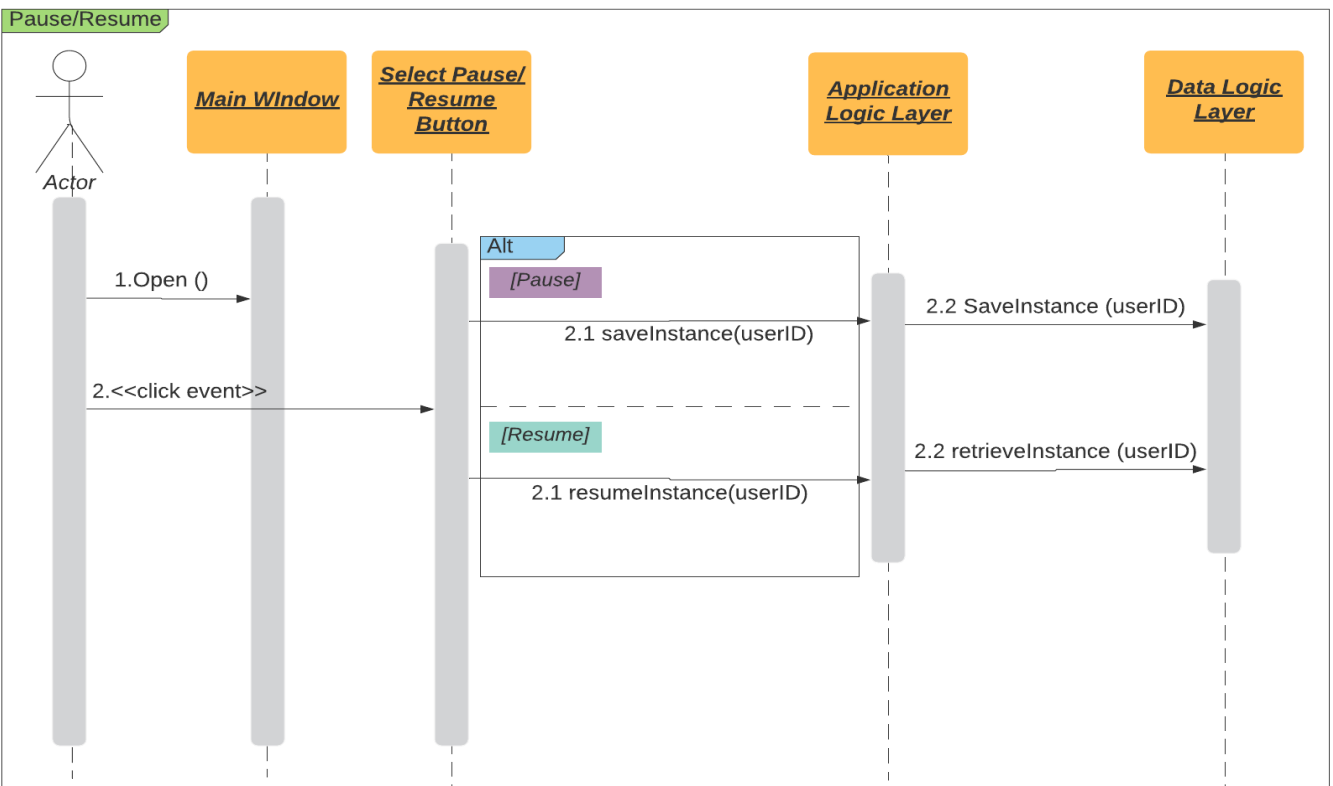 Pause/Resume
Actor
Main WIndow
Select Pause/
Resume
Button
Application
Logic Layer
Data Logic
Layer
Alt
[Pause]
1.Open ()
2.1 saveInstance(userID)
2.2 SaveInstance (userID)
2.<<click event>>
[Resume]
2.1 resumeInstance(userID)
2.2 retrieveInstance (userID)